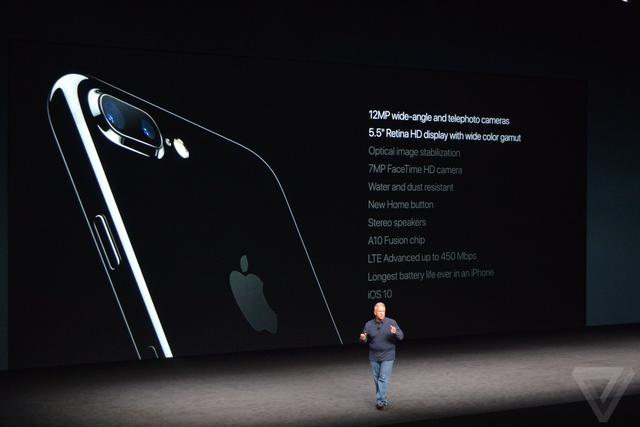 12MP wide-angle and telephoto cameras
5.5" Retina HD display with wide color gamut
Optical image stabilization
7MP FaceTime HD camera
Water and dust resistant
New Home button
Stereo speakers
A10 Fusion chip
LTE Advanced up to 450 Mbps
Longest battery life ever in an iPhone
iOS 10